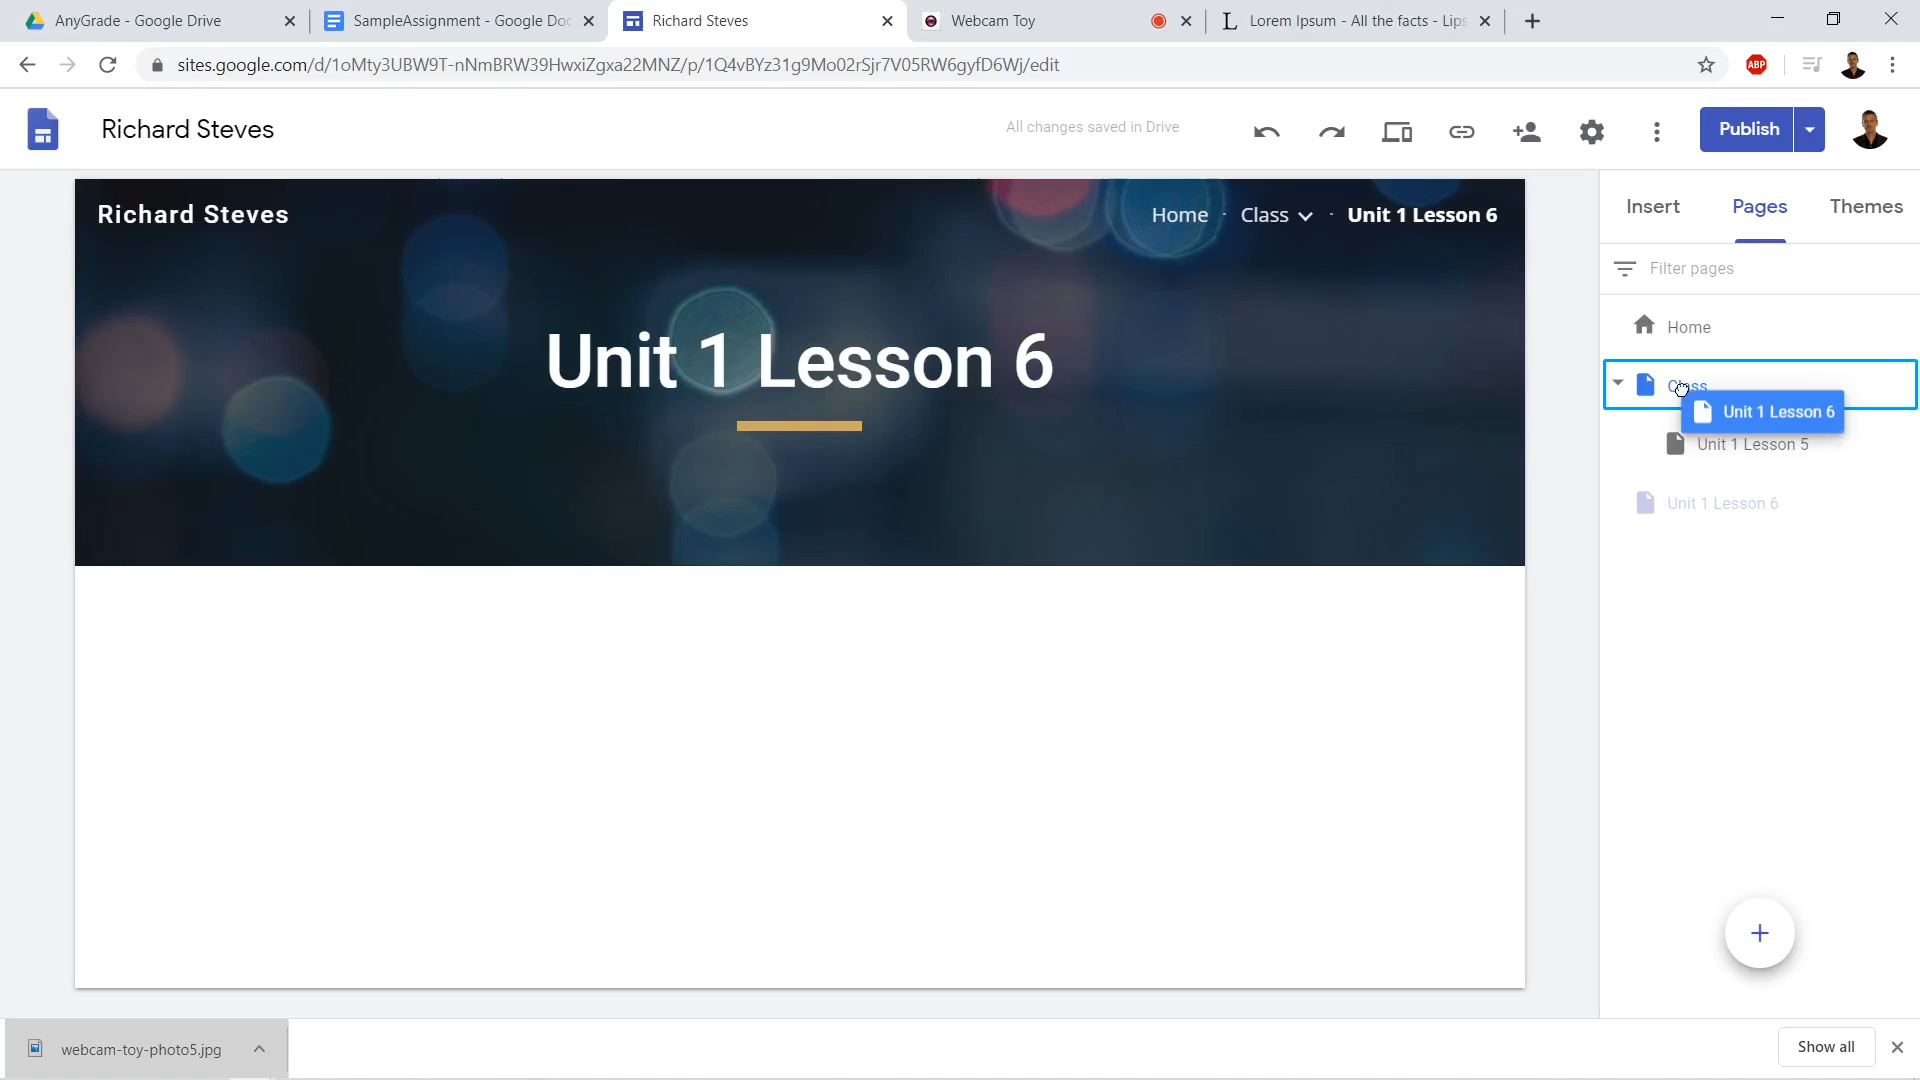 AnyGrade - Google Drive
SampleAssignment - Google Doc
Richard Steves
Webcam Toy
Lorem Ipsum - All the facts - Lips
sites.google.com/d/1oMty3UBW9T-nNmBRW39HwxiZgxa22MNZ/p/1Q4vBYz31g9Mo02rSjr7V05RW6gyfD6Wj/edit
ABP
Richard Steves
All changes saved in Drive
Publish
Richard Steves
Home
Class
Unit 1 Lesson 6
Unit 1 Lesson 6
Insert
Pages
Themes
Filter pages
Home
Class
Unit 1 Lesson 6
Unit 1 Lesson 5
Unit 1 Lesson 6
webcam-toy-photo5.jpg
Show all